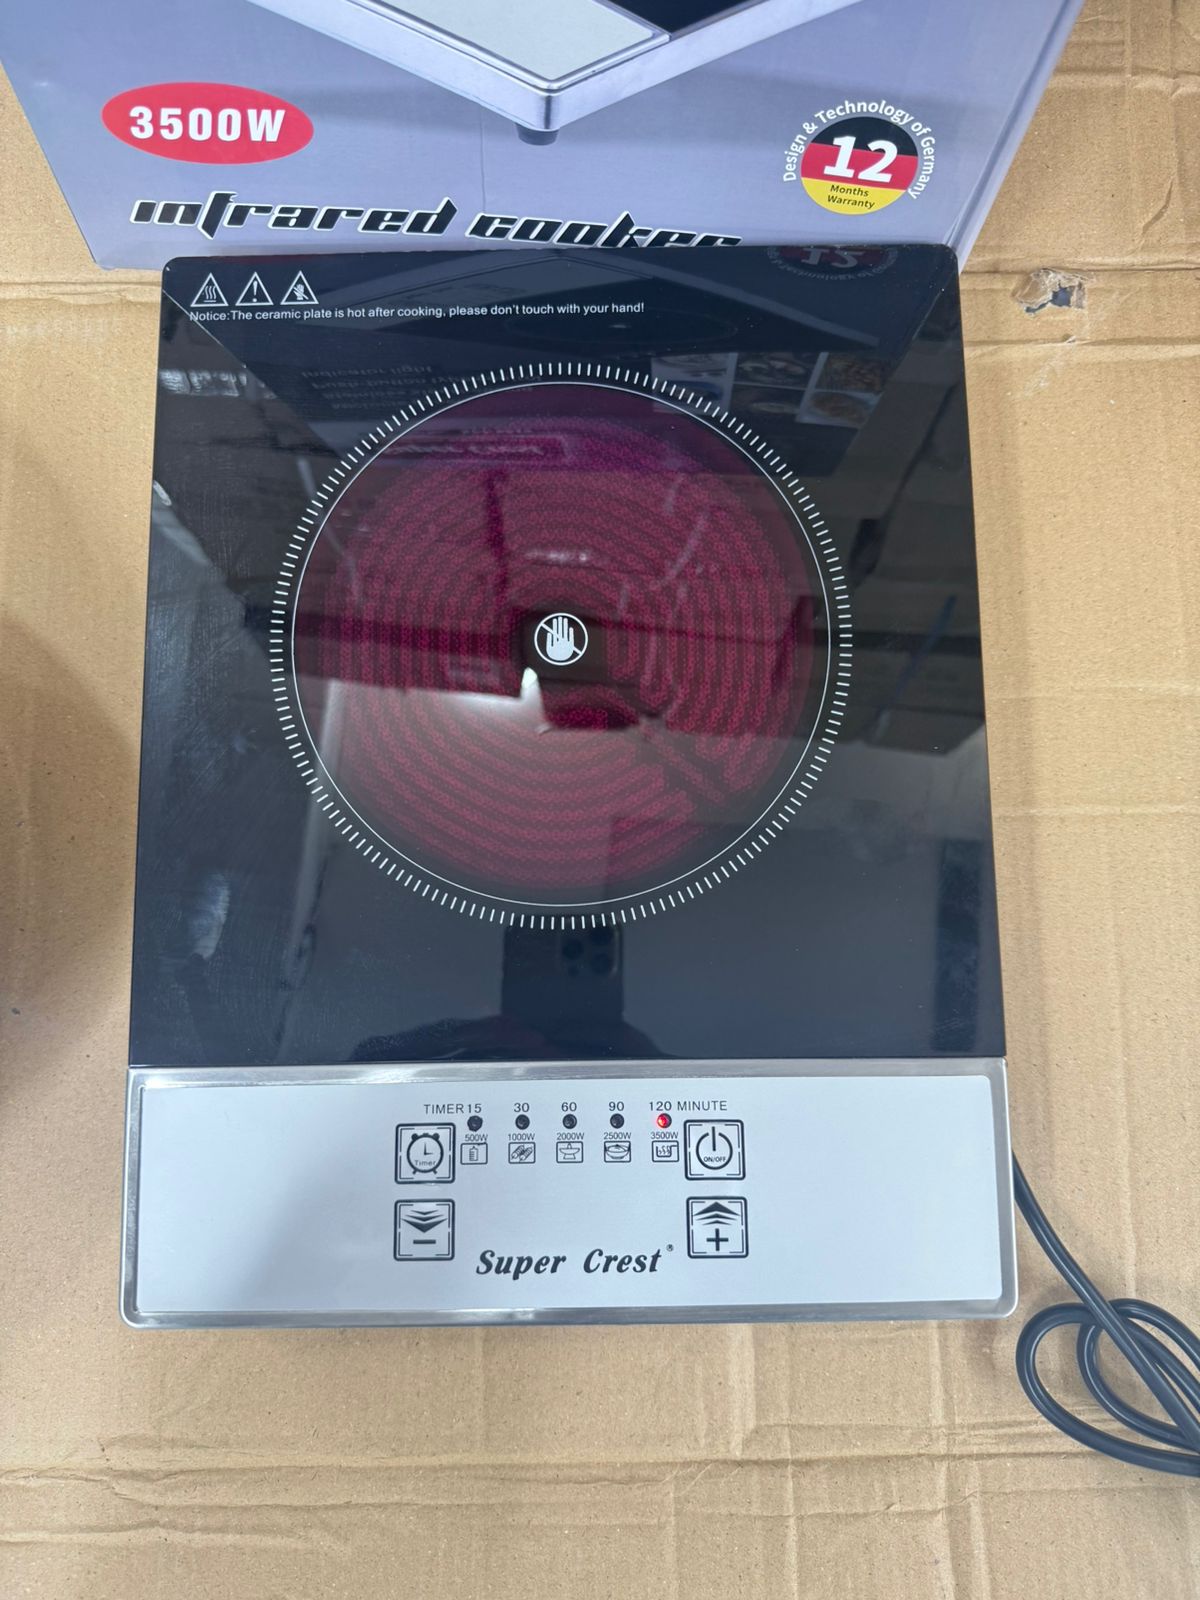 3500W
Design & Technology of Germany
12
Months
Warranty
infrared cooker
Notice:The ceramic plate is hot after cooking, please don't touch with your hand!
TIMER 15 30 60 90 120 MINUTE
500W 1000W 2000W 2500W 3500W
Timer
ON/OFF
Super Crest®